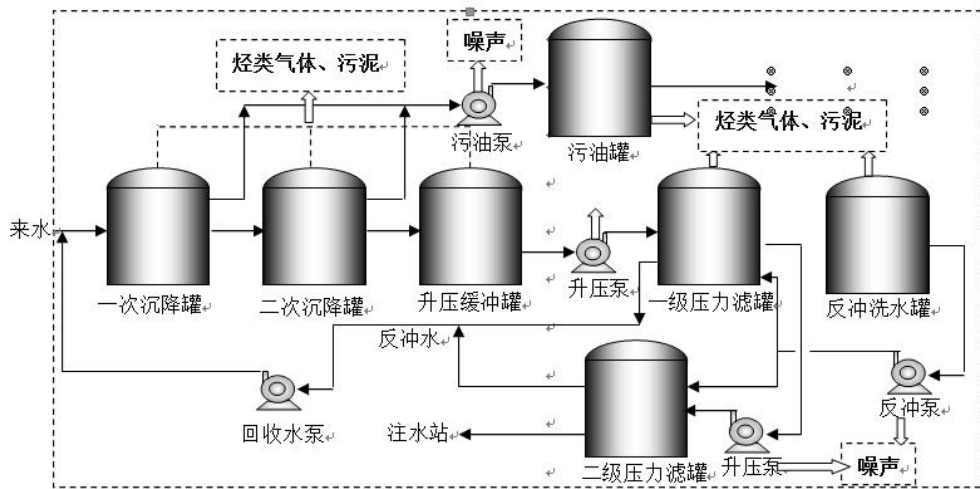 噪声
烃类气体、污泥
污油泵
污油罐
烃类气体、污泥
来水
一次沉降罐
二次沉降罐
升压缓冲罐
升压泵
一级压力滤罐
反冲洗水罐
反冲水
回收水泵
注水站
二级压力滤罐
升压泵
反冲泵
噪声